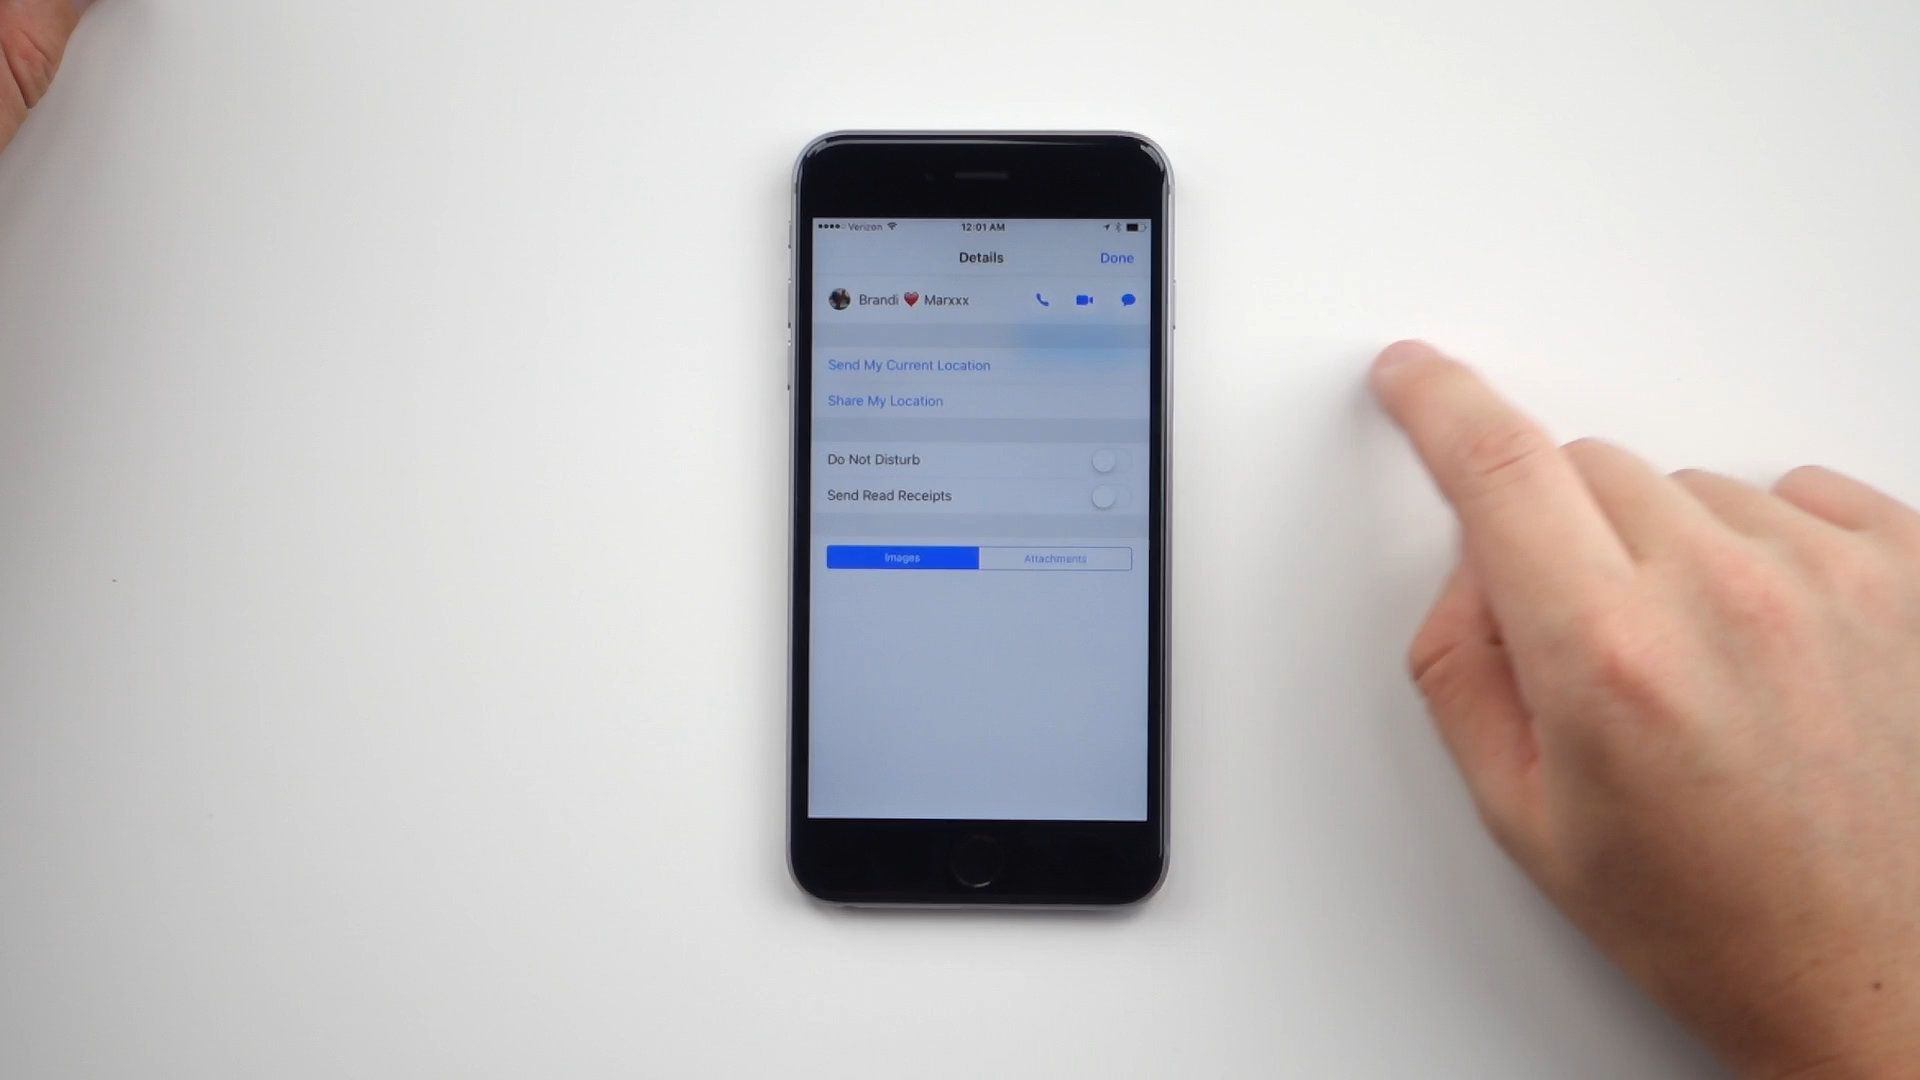 Verizon 12:01 AM
Details Done
Brandi ❤️ Marxxx
Send My Current Location
Share My Location
Do Not Disturb
Send Read Receipts
Images Attachments